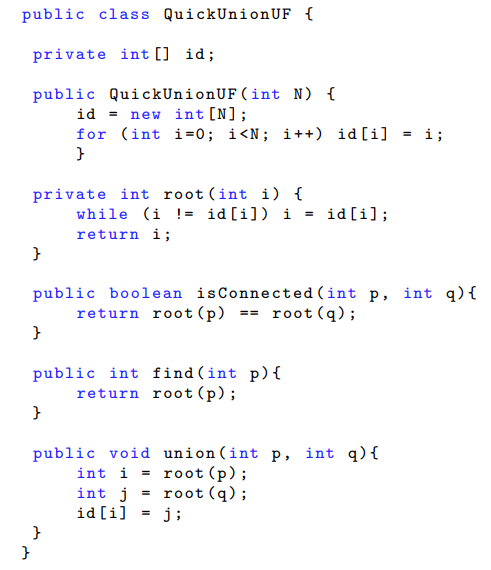 public class QuickUnionUF {
private int[] id;
public QuickUnionUF(int N) {
id = new int[N];
for (int i=0; i<N; i++) id[i] = i;
}
private int root(int i) {
while (i != id[i]) i = id[i];
return i;
}
public boolean isConnected(int p, int q){
return root(p) == root(q);
}
public int find(int p){
return root(p);
}
public void union(int p, int q){
int i = root(p);
int j = root(q);
id[i] = j;
}
}